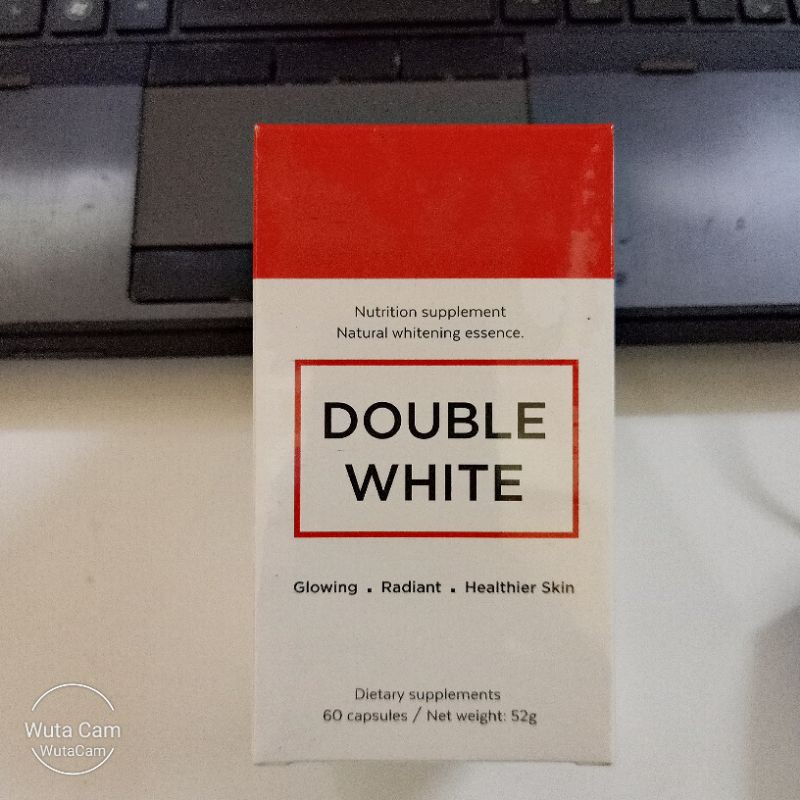 Nutrition supplement
Natural whitening essence.
DOUBLE
WHITE
Glowing . Radiant . Healthier Skin
Dietary supplements
60 capsules / Net weight: 52g
Wuta Cam
WutaCam